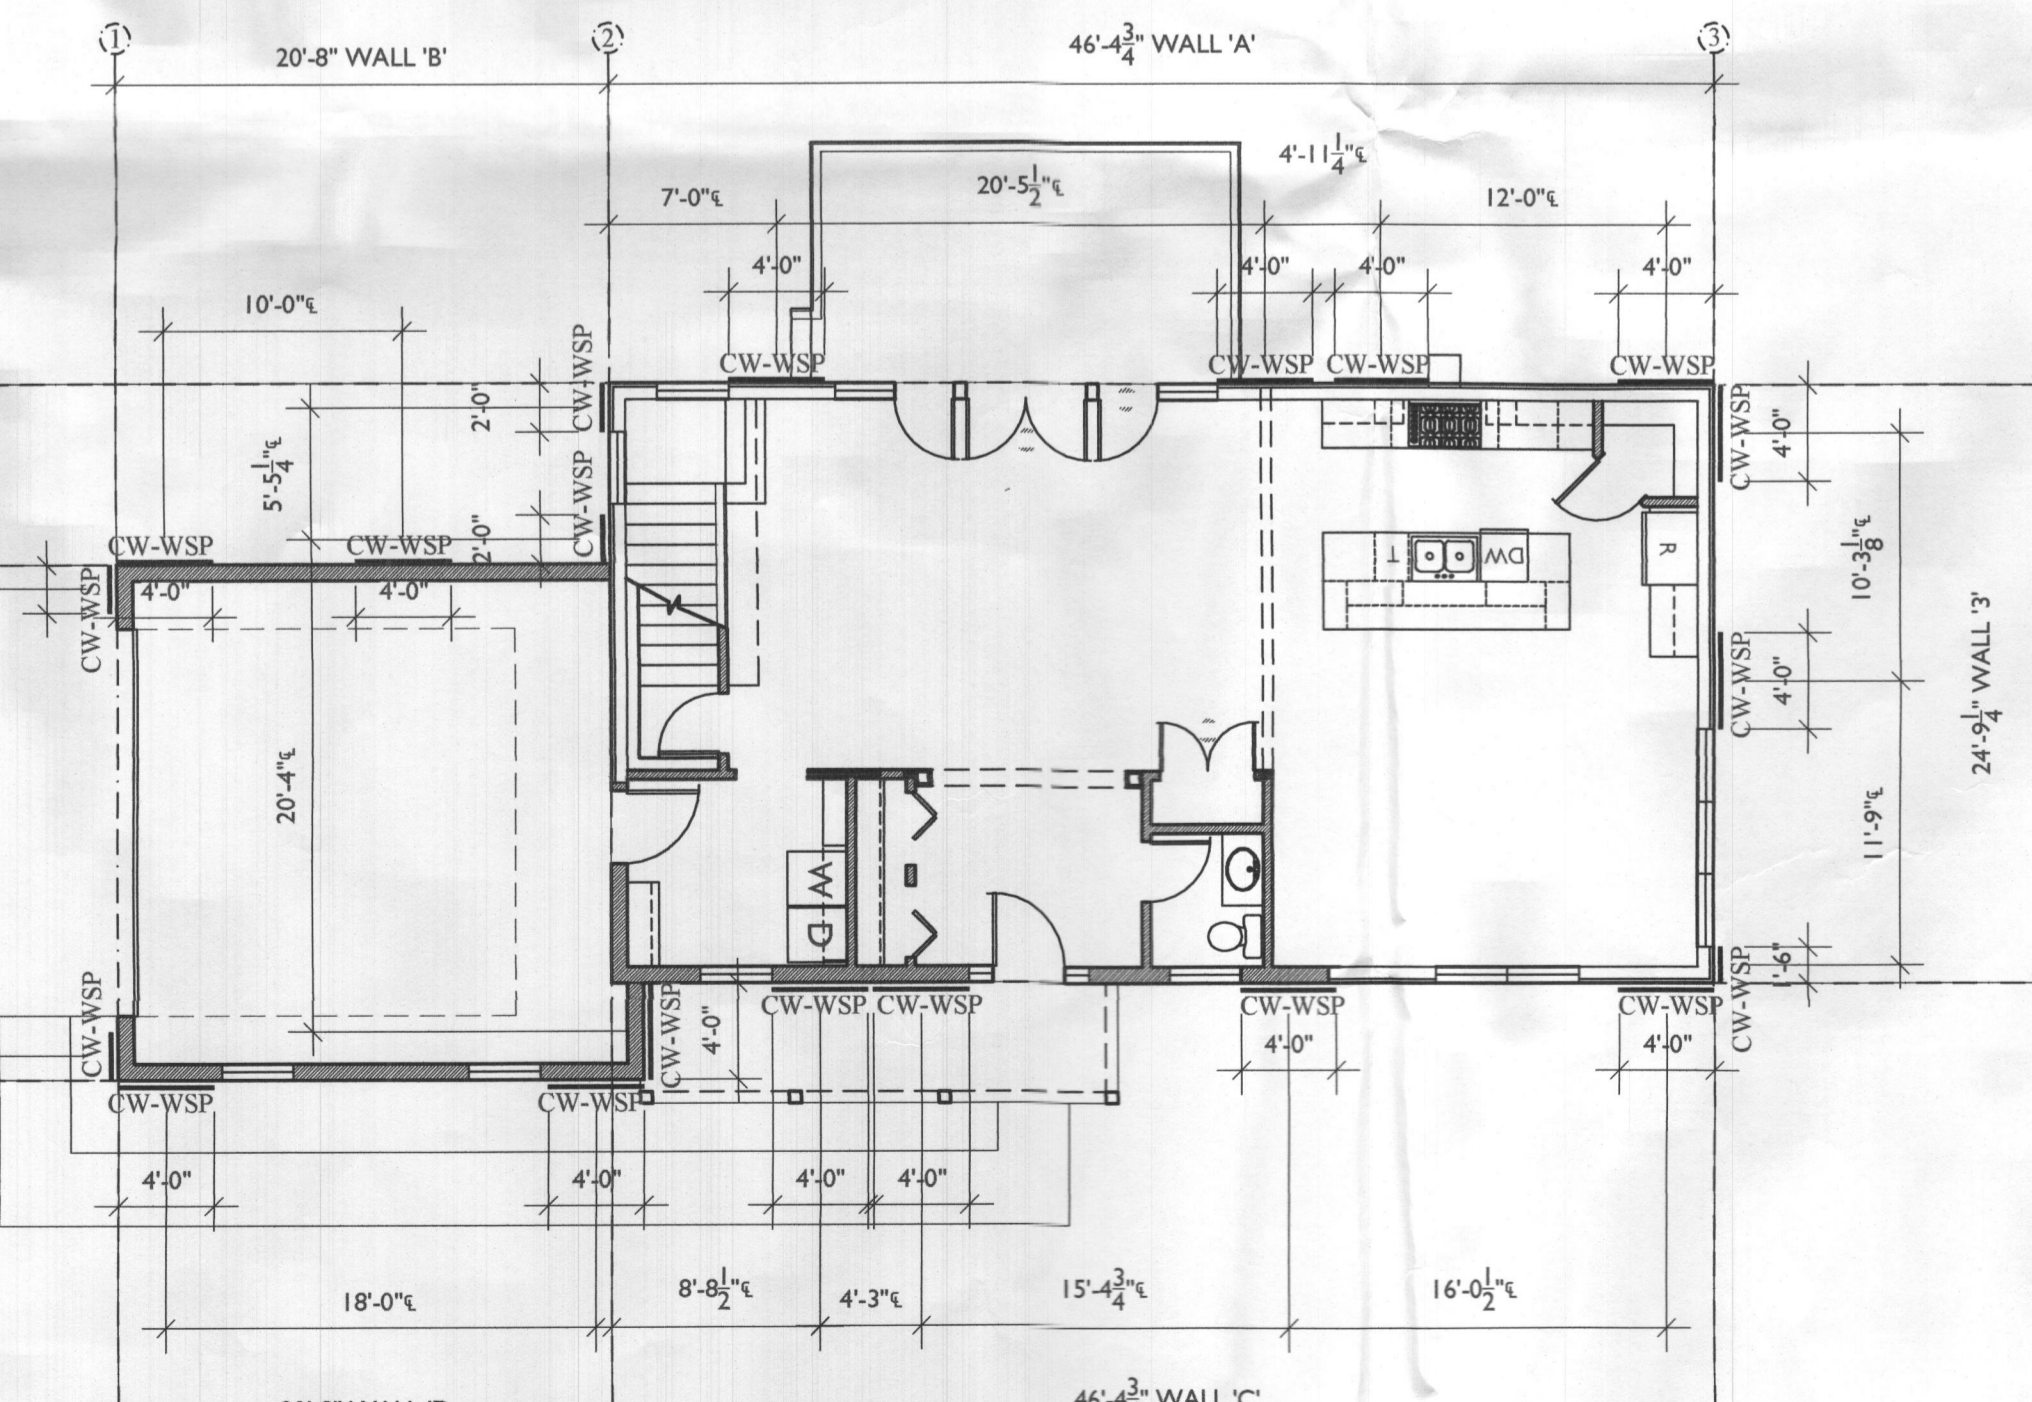 1
20'-8" WALL 'B'
2
46'-4 3/4" WALL 'A'
3
7'-0"℄
20'-5 1/2"℄
4'-11 1/4"℄
12'-0"℄
4'-0"
4'-0"
4'-0"
4'-0"
10'-0"℄
CW-WSP
CW-WSP
CW-WSP
CW-WSP
CW-WSP
2'-0"
5'-5 1/4"℄
CW-WSP
2'-0"
CW-WSP
4'-0"
CW-WSP
CW-WSP
4'-0"
4'-0"
CW-WSP
T
DW
R
10'-3 1/8"℄
CW-WSP
4'-0"
24'-9 1/4" WALL '3'
20'-4"℄
11'-9"℄
D
CW-WSP
CW-WSP
4'-0"
CW-WSP
CW-WSP
CW-WSP
CW-WSP
1'-6"
CW-WSP
4'-0"
4'-0"
CW-WSP
CW-WSP
4'-0"
4'-0"
4'-0"
4'-0"
18'-0"℄
8'-8 1/2"℄
4'-3"℄
15'-4 3/4"℄
16'-0 1/2"℄
46'-4 3/4" WALL 'C'